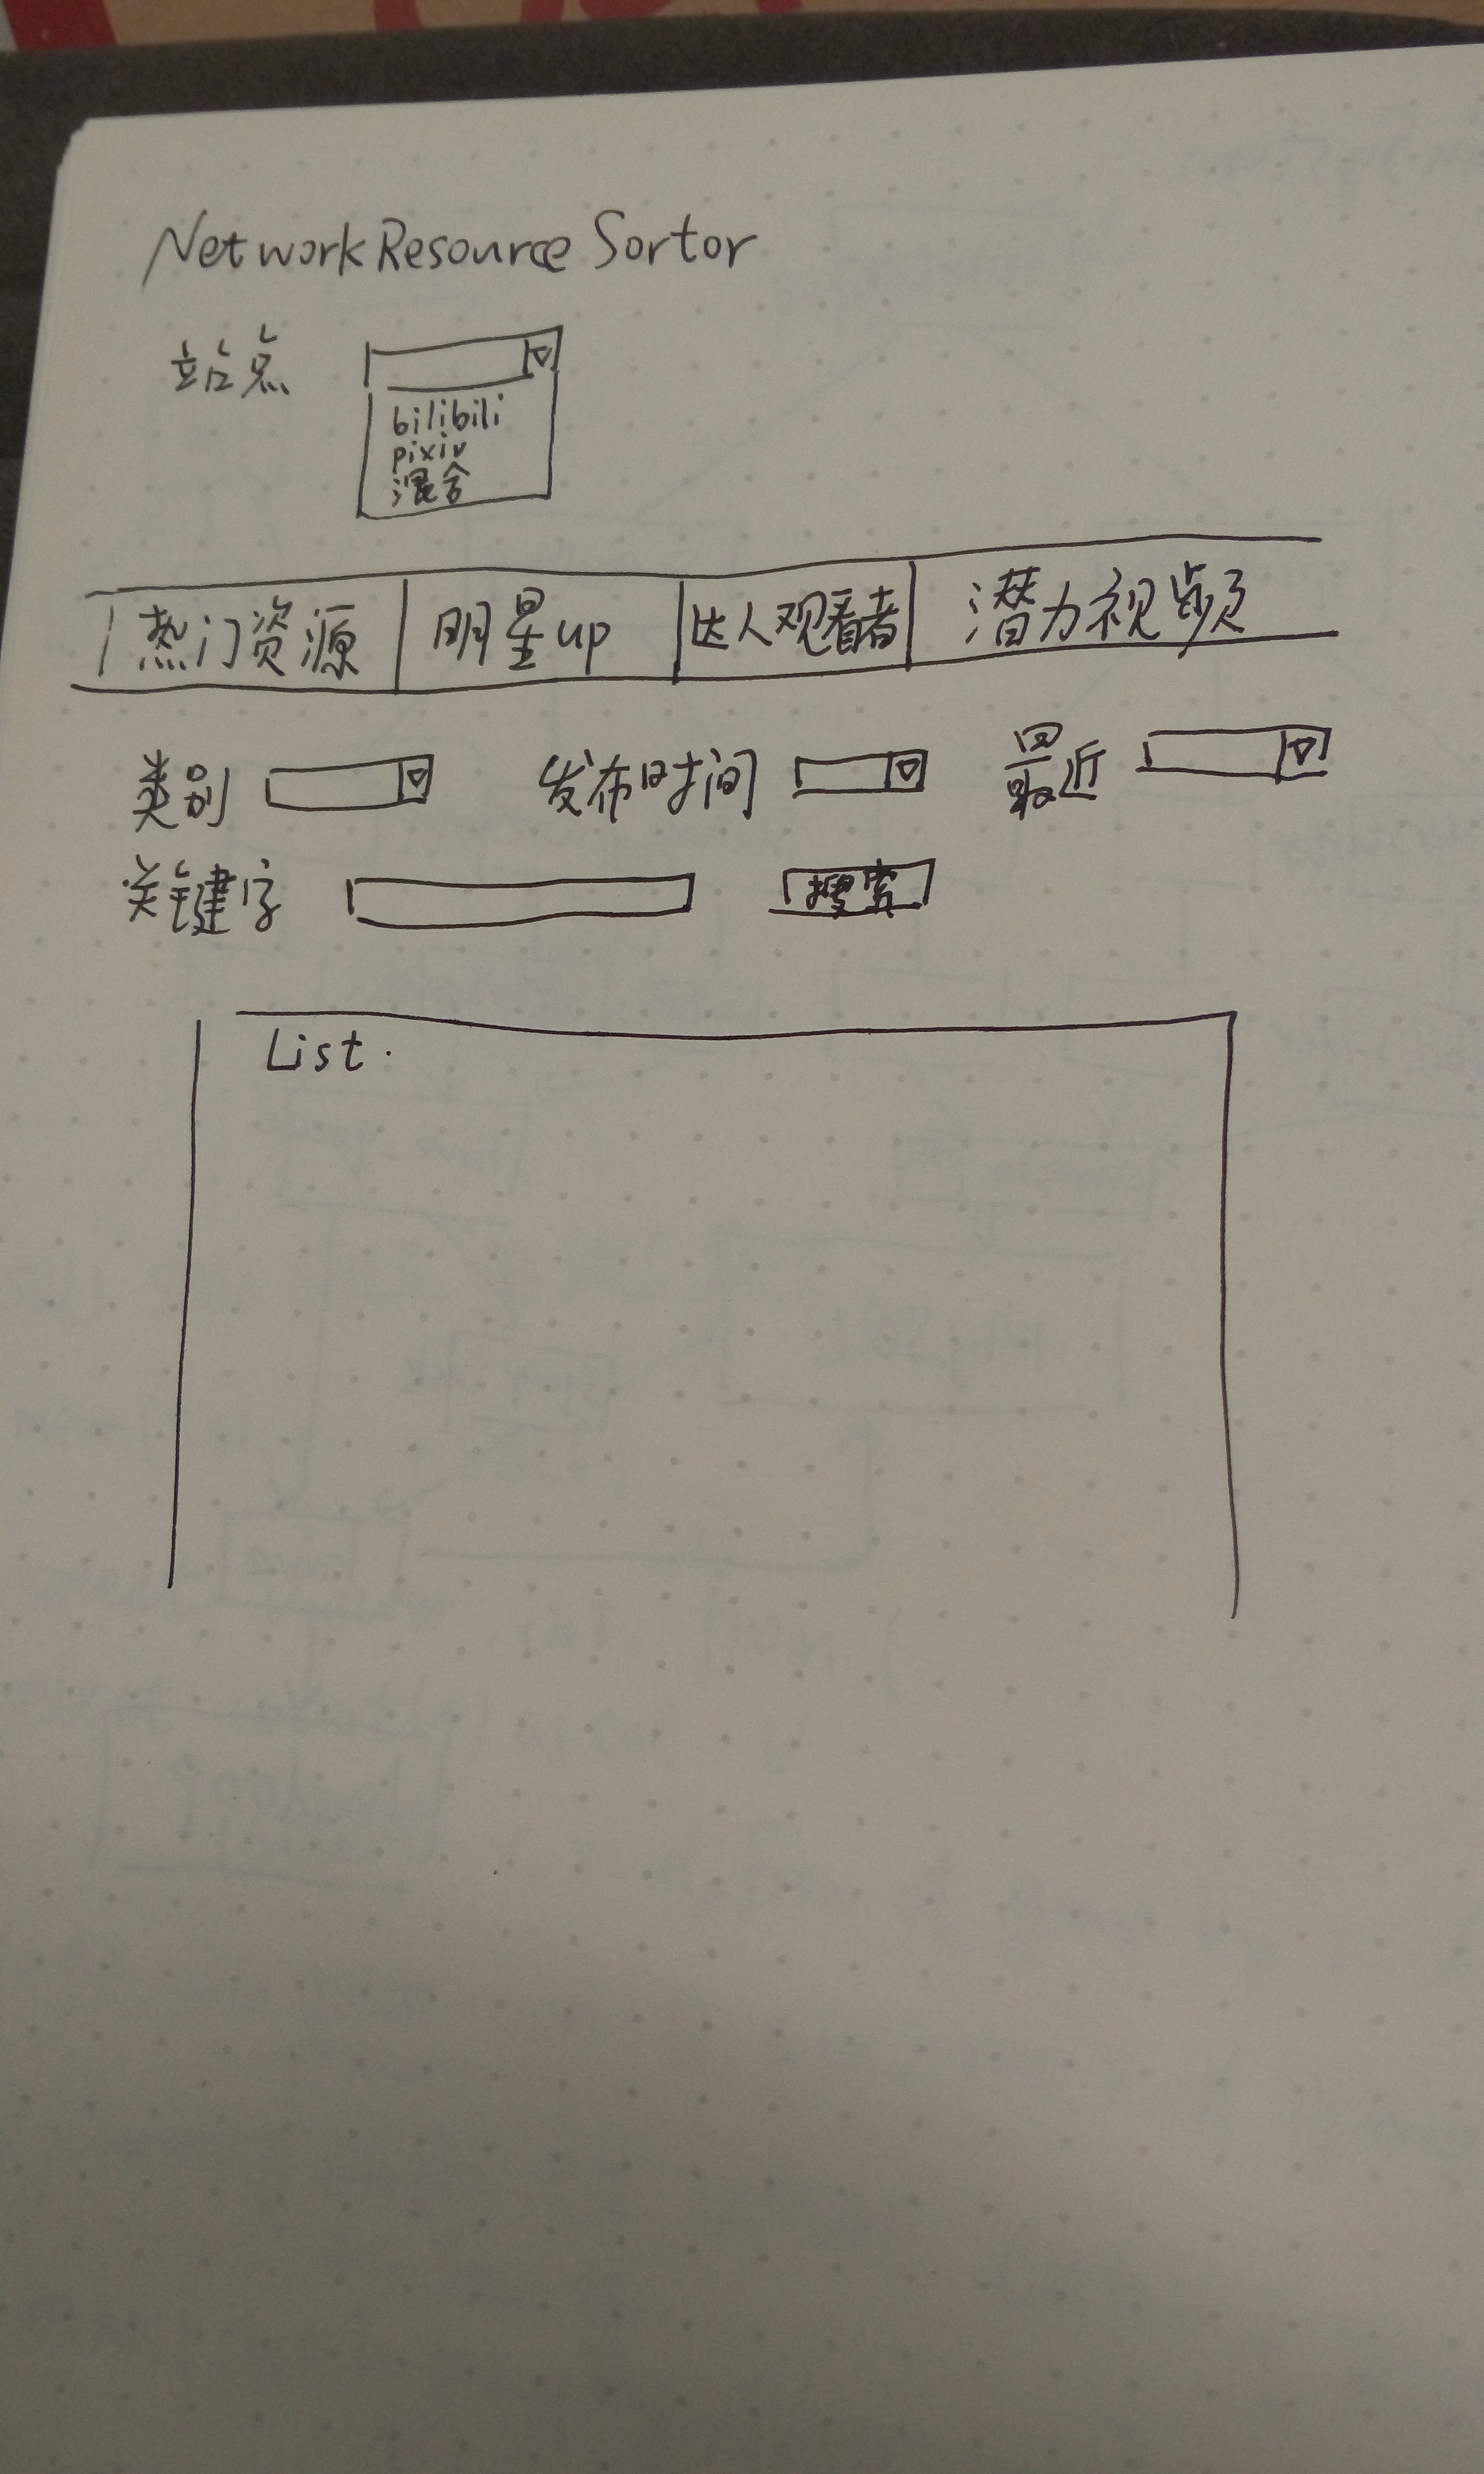 Network Resource Sortor
站点
bilibili
pixiv
混合
热门资源 明星up 达人观看者 潜力视频
类别 发布时间 最近
关键字 搜索
List.